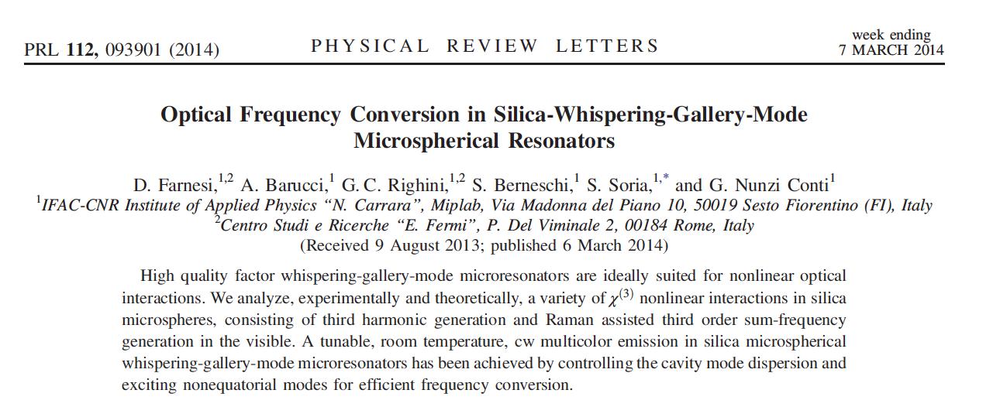 PRL 112, 093901 (2014)
PHYSICAL REVIEW LETTERS
week ending
7 MARCH 2014
Optical Frequency Conversion in Silica-Whispering-Gallery-Mode
Microspherical Resonators
D. Farnesi,1,2 A. Barucci,1 G. C. Righini,1,2 S. Berneschi,1 S. Soria,1,* and G. Nunzi Conti1
1IFAC-CNR Institute of Applied Physics “N. Carrara”, Miplab, Via Madonna del Piano 10, 50019 Sesto Fiorentino (FI), Italy
2Centro Studi e Ricerche “E. Fermi”, P. Del Viminale 2, 00184 Rome, Italy
(Received 9 August 2013; published 6 March 2014)
High quality factor whispering-gallery-mode microresonators are ideally suited for nonlinear optical
interactions. We analyze, experimentally and theoretically, a variety of χ(3) nonlinear interactions in silica
microspheres, consisting of third harmonic generation and Raman assisted third order sum-frequency
generation in the visible. A tunable, room temperature, cw multicolor emission in silica microspherical
whispering-gallery-mode microresonators has been achieved by controlling the cavity mode dispersion and
exciting nonequatorial modes for efficient frequency conversion.